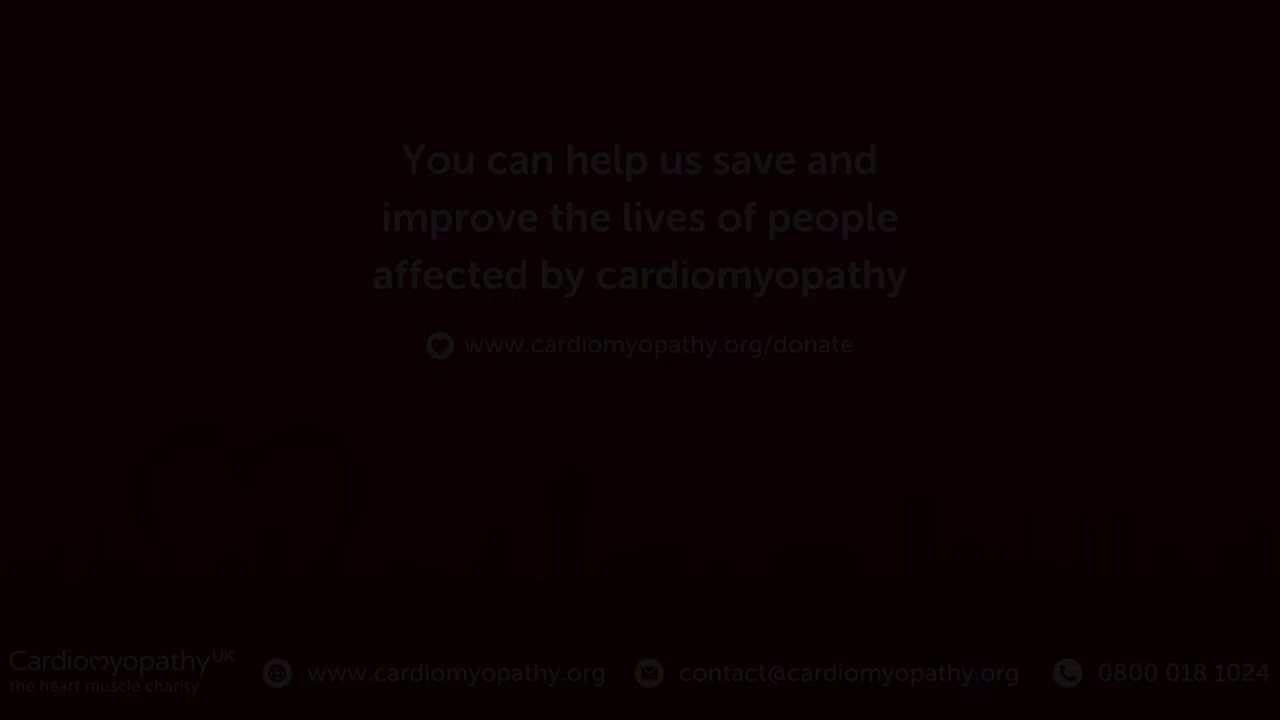 You can help us save and
improve the lives of people
affected by cardiomyopathy
www.cardiomyopathy.org/donate
Cardiomyopathy UK
the heart muscle charity
www.cardiomyopathy.org
contact@cardiomyopathy.org
0800 018 1024